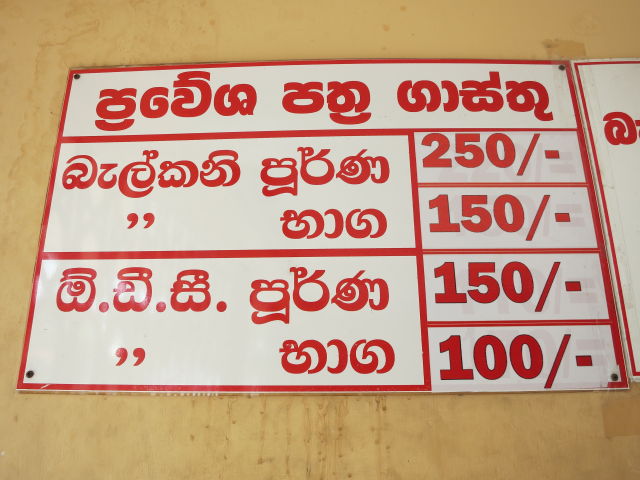 ප්‍රවේශ පත්‍ර ගාස්තු
බැල්කනි පූර්ණ 250/-
,, භාග 150/-
ඕ.ඩී.සී. පූර්ණ 150/-
,, භාග 100/-